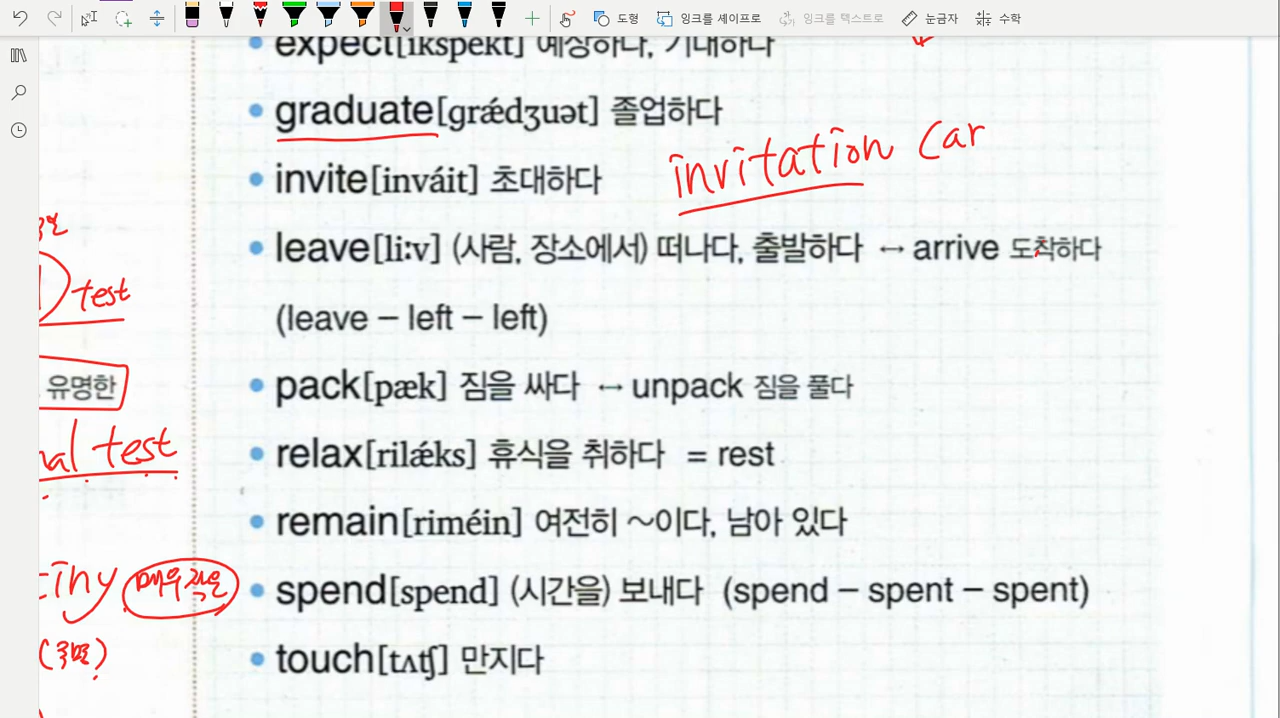 도형
잉크를 셰이프로
잉크를 텍스트로
눈금자
수학
expect[ikspékt] 예상하다, 기대하다
graduate[grǽdʒuət] 졸업하다
invitation Car
invite[inváit] 초대하다
leave[liːv] (사람, 장소에서) 떠나다, 출발하다 ↔ arrive 도착하다
test
(leave – left – left)
유명한
pack[pæk] 짐을 싸다 ↔ unpack 짐을 풀다
nal test
relax[rilǽks] 휴식을 취하다 = rest
remain[riméin] 여전히 ～이다, 남아 있다
tiny 매우 작은
spend[spend] (시간을) 보내다 (spend – spent – spent)
touch[tʌtʃ] 만지다